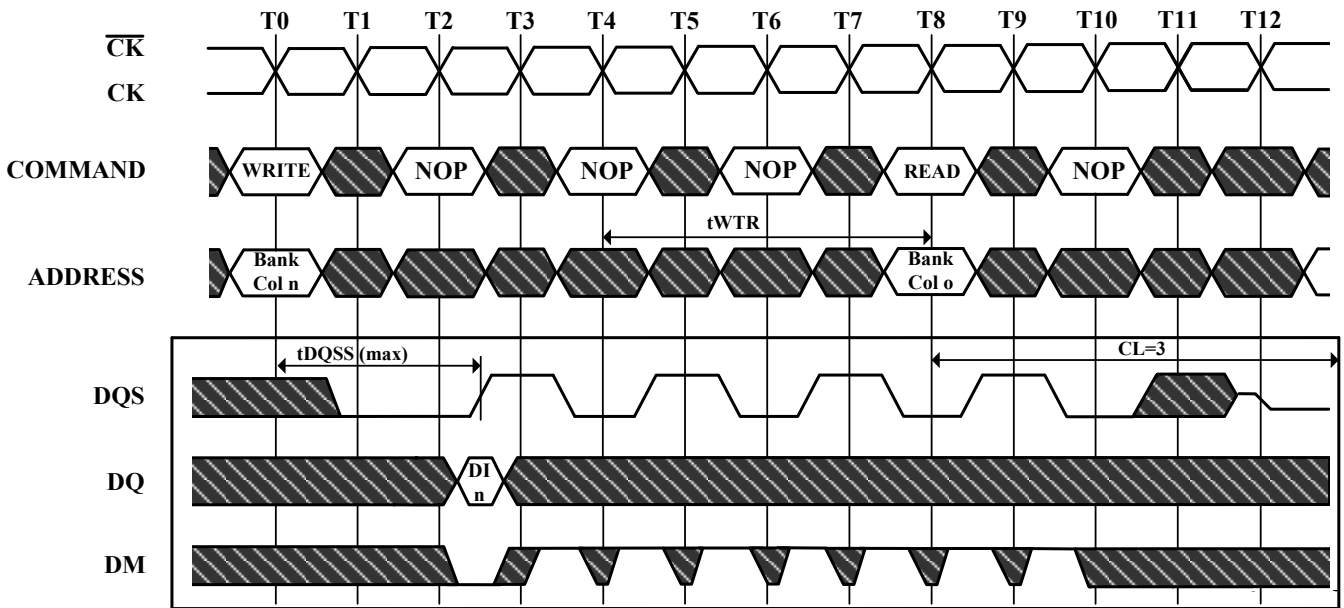 T0 T1 T2 T3 T4 T5 T6 T7 T8 T9 T10 T11 T12
CK
CK
COMMAND WRITE NOP NOP NOP READ NOP
tWTR
ADDRESS Bank Col n Bank Col o
tDQSS (max) CL=3
DQS
DQ DI n
DM